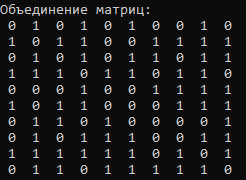 Объединение матриц:
0 1 0 1 0 1 0 0 1 0
1 0 1 1 0 0 1 1 1 1
0 1 0 1 0 1 1 0 1 1
1 1 1 0 1 1 0 1 1 0
0 0 0 1 0 0 1 1 1 1
1 0 1 1 0 0 1 1 1 1
0 1 1 0 1 0 0 0 0 1
0 1 0 1 1 1 0 0 0 1
1 1 1 1 1 1 0 1 0 1
0 1 1 0 1 1 1 1 1 0